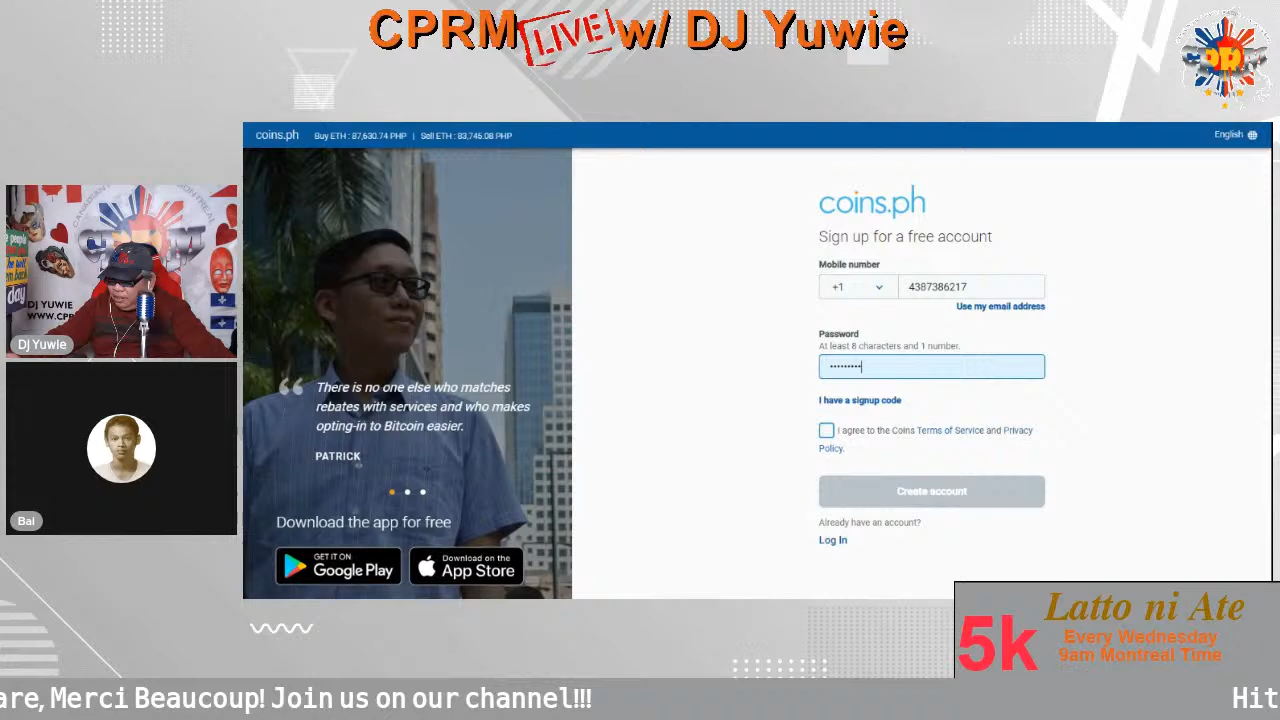 CPRM LIVE! w/ DJ Yuwie
coins.ph
Buy ETH : 87,630.74 PHP | Sell ETH : 83,745.08 PHP
English
coins.ph
Sign up for a free account
Mobile number
+1 4387386217
Use my email address
Password
At least 8 characters and 1 number.
•••••••••
I have a signup code
I agree to the Coins Terms of Service and Privacy
Policy.
Create account
Already have an account?
Log In
There is no one else who matches
rebates with services and who makes
opting-in to Bitcoin easier.
PATRICK
Download the app for free
GET IT ON
Google Play
Download on the
App Store
DJ YUWIE
WWW.CPR
Dj Yuwie
Bai
5k
Latto ni Ate
Every Wednesday
9am Montreal Time
are, Merci Beaucoup! Join us on our channel!!!
Hit